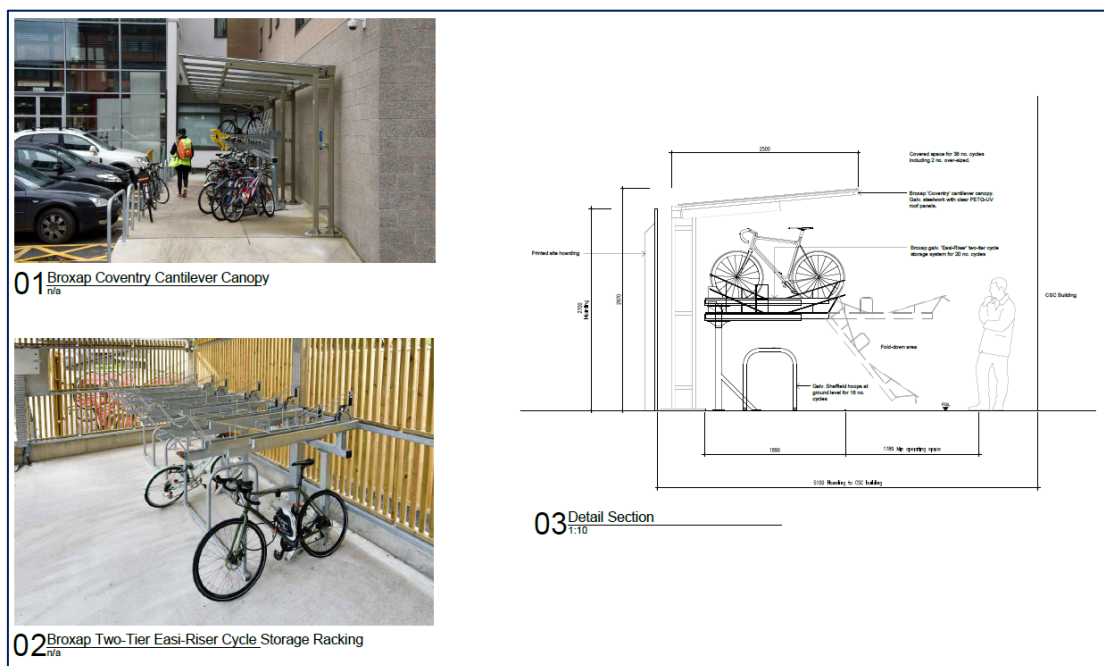 01 Broxap Coventry Cantilever Canopy
n/a
02 Broxap Two-Tier Easi-Riser Cycle Storage Racking
n/a
2500
Covered space for 38 no. cycles
including 2 no. over-sized.
Broxap 'Coventry' cantilever canopy.
Galv. steelwork with clear PETG-UV
roof panels.
Printed site hoarding
Broxap galv. 'Easi-Riser' two-tier cycle
storage system for 20 no. cycles
2700
Hoarding
2970
CSC Building
Fold-down area
Galv. Sheffield hoops at
ground level for 16 no.
cycles
FGL
1890
1789 Min operating space
5100 Hoarding to CSC building
03 Detail Section
1:10